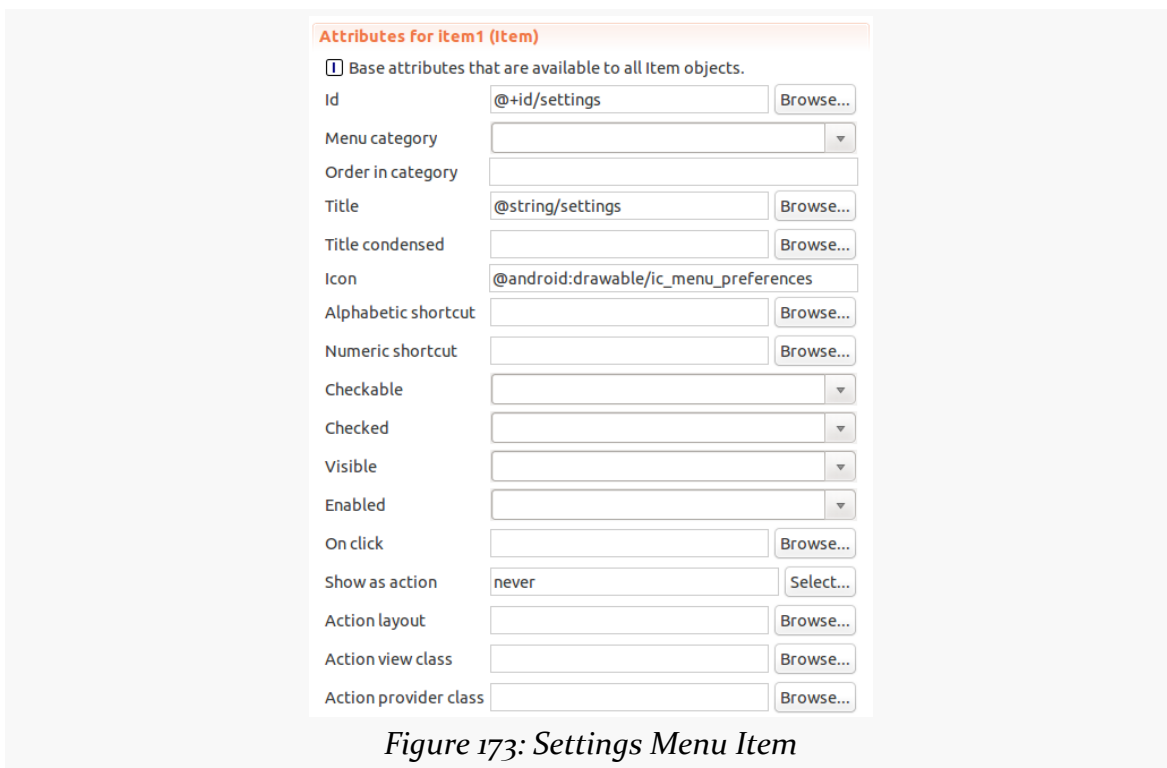 Attributes for item1 (Item)
I Base attributes that are available to all Item objects.
Id @+id/settings Browse...
Menu category
Order in category
Title @string/settings Browse...
Title condensed Browse...
Icon @android:drawable/ic_menu_preferences
Alphabetic shortcut Browse...
Numeric shortcut Browse...
Checkable
Checked
Visible
Enabled
On click Browse...
Show as action never Select...
Action layout Browse...
Action view class Browse...
Action provider class Browse...
Figure 173: Settings Menu Item